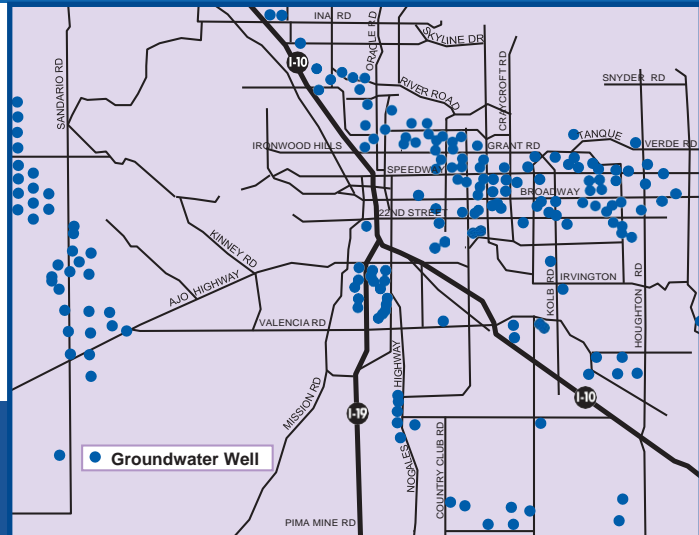 INA RD
ORACLE RD
SKYLINE DR
I-10
SNYDER RD
SANDARIO RD
RIVER ROAD
CRAYCROFT RD
TANQUE
VERDE RD
IRONWOOD HILLS
GRANT RD
SPEEDWAY
BROADWAY
22ND STREET
KINNEY RD
AJO HIGHWAY
IRVINGTON
KOLB RD
HOUGHTON RD
VALENCIA RD
MISSION RD
NOGALES HIGHWAY
I-19
I-10
COUNTRY CLUB RD
Groundwater Well
PIMA MINE RD